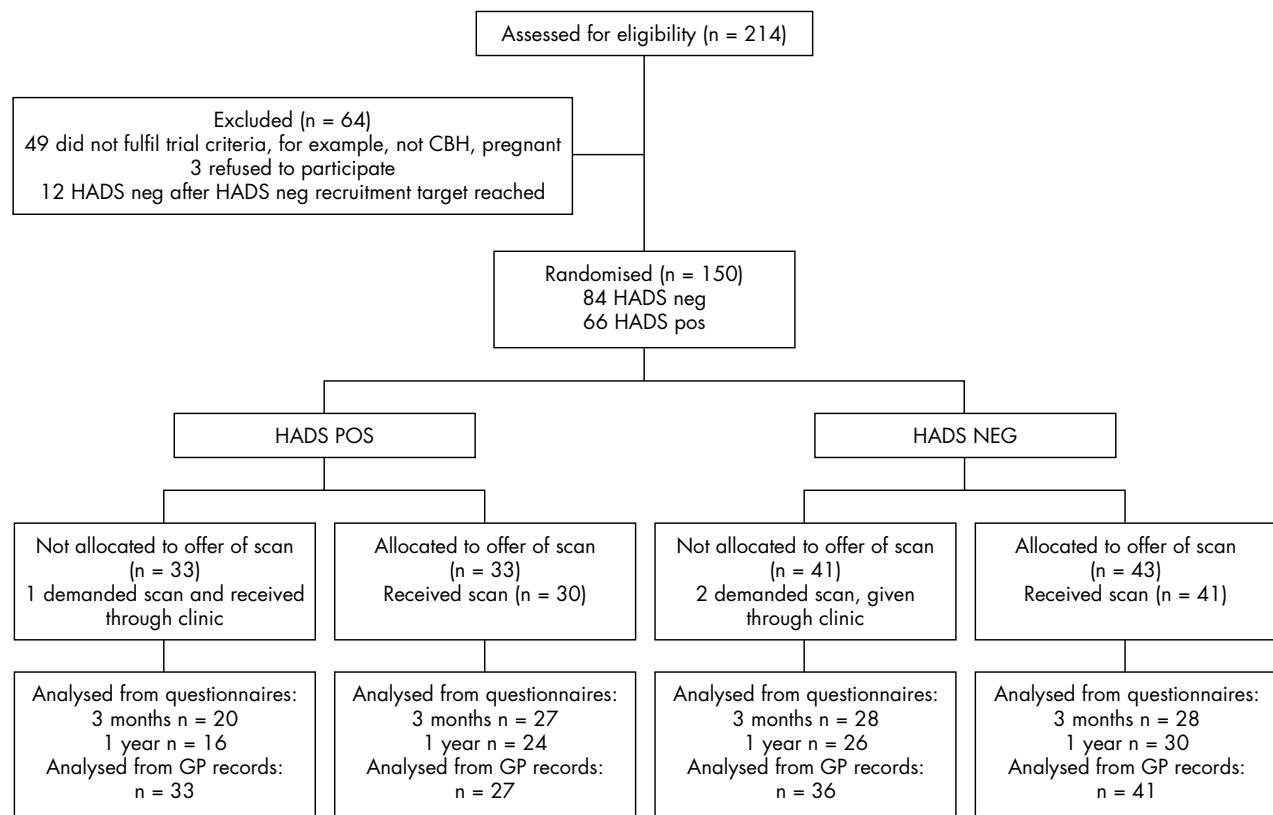 Assessed for eligibility (n = 214)
Excluded (n = 64)
49 did not fulfil trial criteria, for example, not CBH, pregnant
3 refused to participate
12 HADS neg after HADS neg recruitment target reached
Randomised (n = 150)
84 HADS neg
66 HADS pos
HADS POS
HADS NEG
Not allocated to offer of scan
(n = 33)
1 demanded scan and received
through clinic
Allocated to offer of scan
(n = 33)
Received scan (n = 30)
Not allocated to offer of scan
(n = 41)
2 demanded scan, given
through clinic
Allocated to offer of scan
(n = 43)
Received scan (n = 41)
Analysed from questionnaires:
3 months n = 20
1 year n = 16
Analysed from GP records:
n = 33
Analysed from questionnaires:
3 months n = 27
1 year n = 24
Analysed from GP records:
n = 27
Analysed from questionnaires:
3 months n = 28
1 year n = 26
Analysed from GP records:
n = 36
Analysed from questionnaires:
3 months n = 28
1 year n = 30
Analysed from GP records:
n = 41